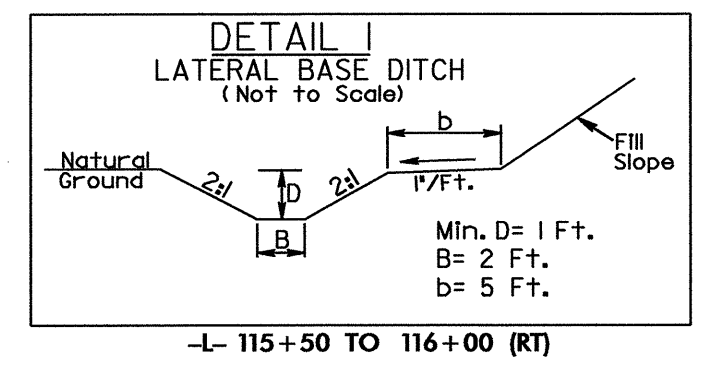 DETAIL 1
LATERAL BASE DITCH
(Not to Scale)
b
Natural
Ground
2:1
D
2:1
1"/Ft.
Fill
Slope
B
Min. D= 1 Ft.
B= 2 Ft.
b= 5 Ft.
-L- 115+50 TO 116+00 (RT)